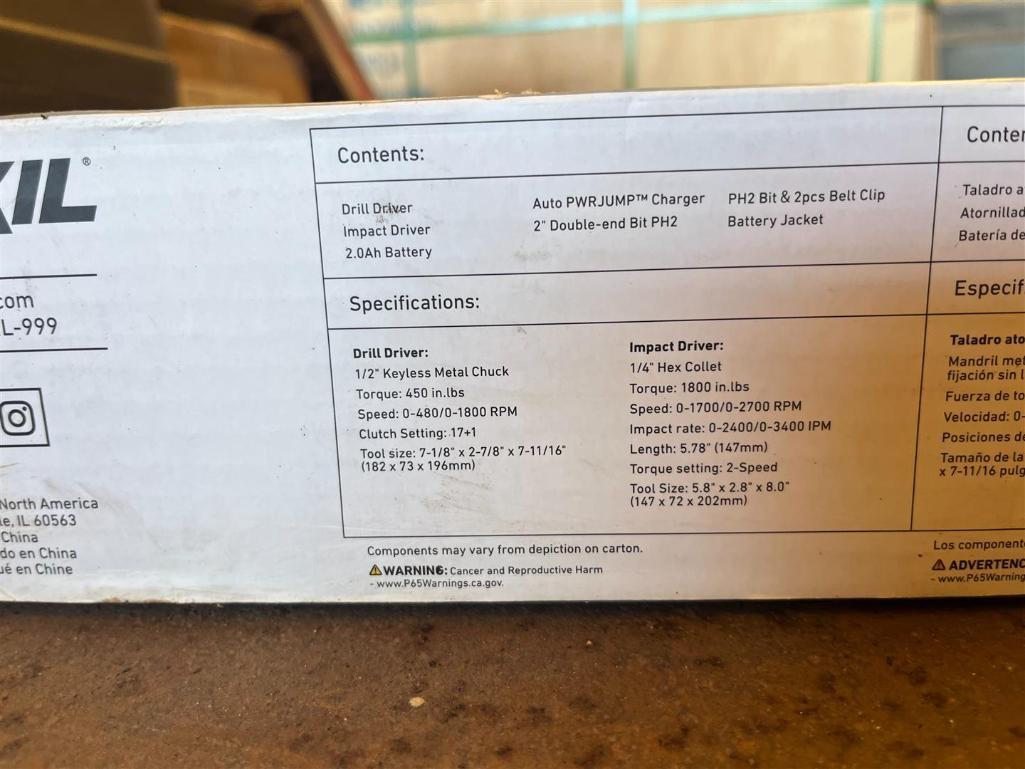 KIL®
.com
L-999
North America
le, IL 60563
China
do en China
ué en Chine
Contents:
Drill Driver
Impact Driver
2.0Ah Battery
Auto PWRJUMP™ Charger
2" Double-end Bit PH2
PH2 Bit & 2pcs Belt Clip
Battery Jacket
Specifications:
Drill Driver:
1/2" Keyless Metal Chuck
Torque: 450 in.lbs
Speed: 0-480/0-1800 RPM
Clutch Setting: 17+1
Tool size: 7-1/8" x 2-7/8" x 7-11/16"
(182 x 73 x 196mm)
Impact Driver:
1/4" Hex Collet
Torque: 1800 in.lbs
Speed: 0-1700/0-2700 RPM
Impact rate: 0-2400/0-3400 IPM
Length: 5.78" (147mm)
Torque setting: 2-Speed
Tool Size: 5.8" x 2.8" x 8.0"
(147 x 72 x 202mm)
Components may vary from depiction on carton.
WARNING: Cancer and Reproductive Harm
- www.P65Warnings.ca.gov.
Conte
Taladro a
Atornillad
Batería de
Especif
Taladro ato
Mandril met
fijación sin l
Fuerza de to
Velocidad: 0-
Posiciones de
Tamaño de la
x 7-11/16 pulg
Los component
ADVERTENC
- www.P65Warning